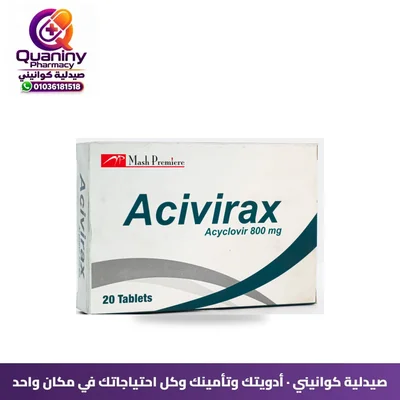 Quaniny
Pharmacy
صيدلية كوانيني
01036181518
Mash Premiere
Acivirax
Acyclovir 800 mg
20 Tablets
Acivirax
صيدلية كوانيني - أدويتك وتأمينك وكل احتياجاتك في مكان واحد